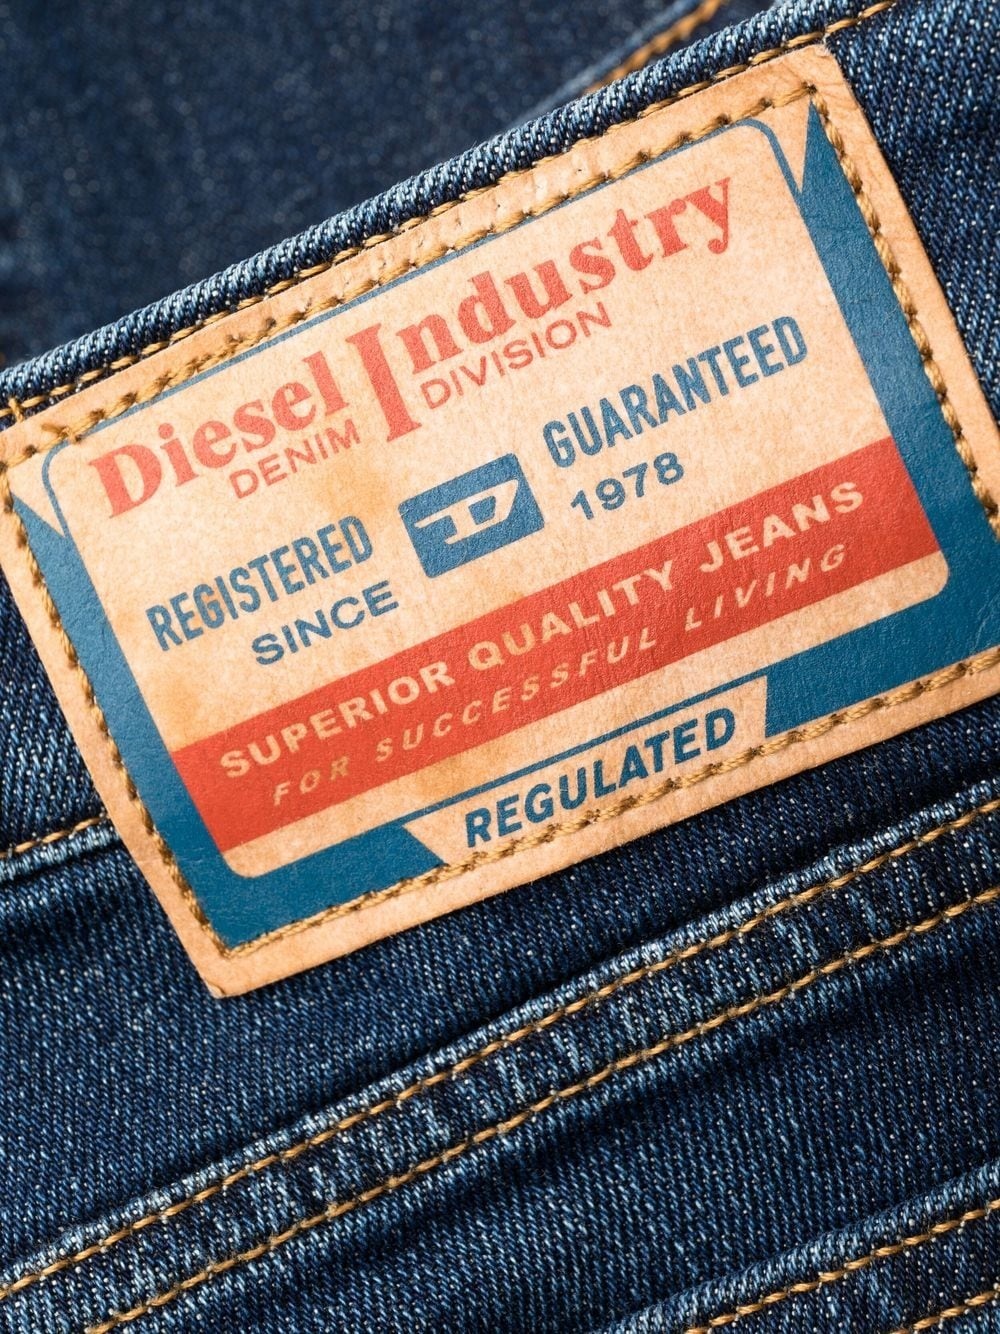 Diesel Industry
DENIM DIVISION
REGISTERED D GUARANTEED
SINCE 1978
SUPERIOR QUALITY JEANS
FOR SUCCESSFUL LIVING
REGULATED